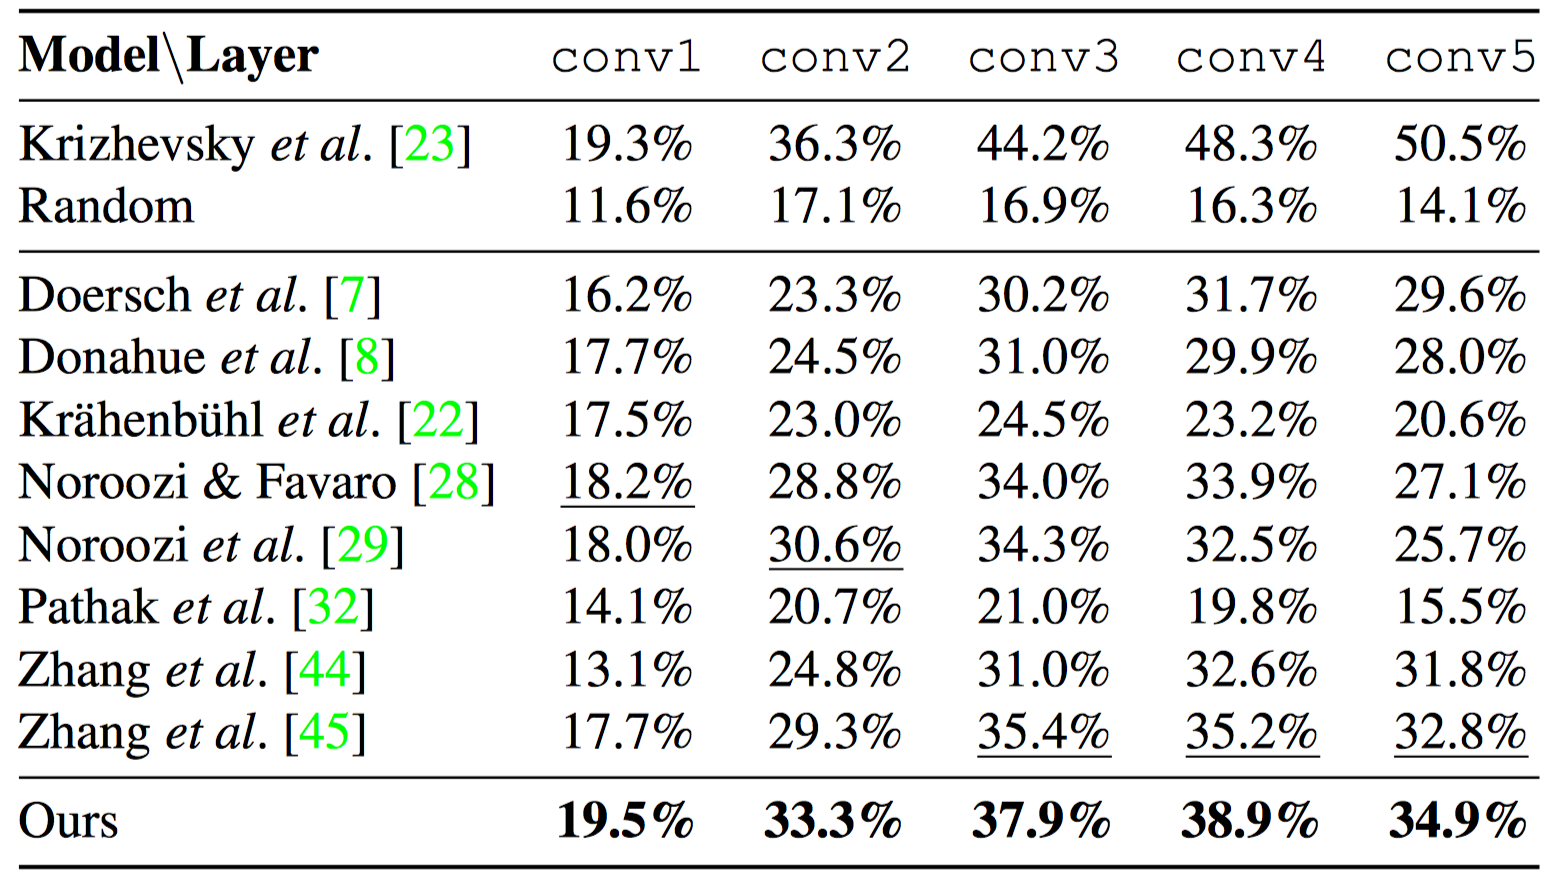 Model\Layer conv1 conv2 conv3 conv4 conv5
Krizhevsky et al. [23] 19.3% 36.3% 44.2% 48.3% 50.5%
Random 11.6% 17.1% 16.9% 16.3% 14.1%
Doersch et al. [7] 16.2% 23.3% 30.2% 31.7% 29.6%
Donahue et al. [8] 17.7% 24.5% 31.0% 29.9% 28.0%
Krähenbühl et al. [22] 17.5% 23.0% 24.5% 23.2% 20.6%
Noroozi & Favaro [28] 18.2% 28.8% 34.0% 33.9% 27.1%
Noroozi et al. [29] 18.0% 30.6% 34.3% 32.5% 25.7%
Pathak et al. [32] 14.1% 20.7% 21.0% 19.8% 15.5%
Zhang et al. [44] 13.1% 24.8% 31.0% 32.6% 31.8%
Zhang et al. [45] 17.7% 29.3% 35.4% 35.2% 32.8%
Ours 19.5% 33.3% 37.9% 38.9% 34.9%